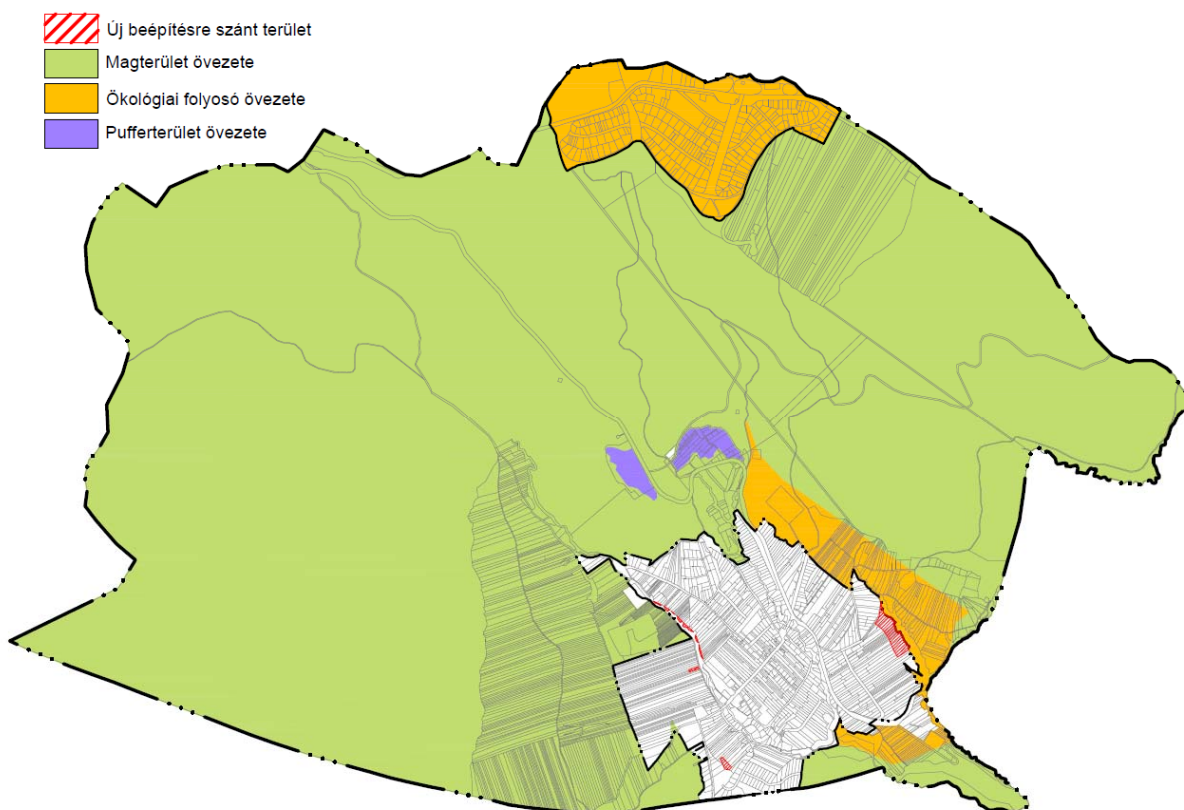 Új beépítésre szánt terület
Magterület övezete
Ökológiai folyosó övezete
Pufferterület övezete